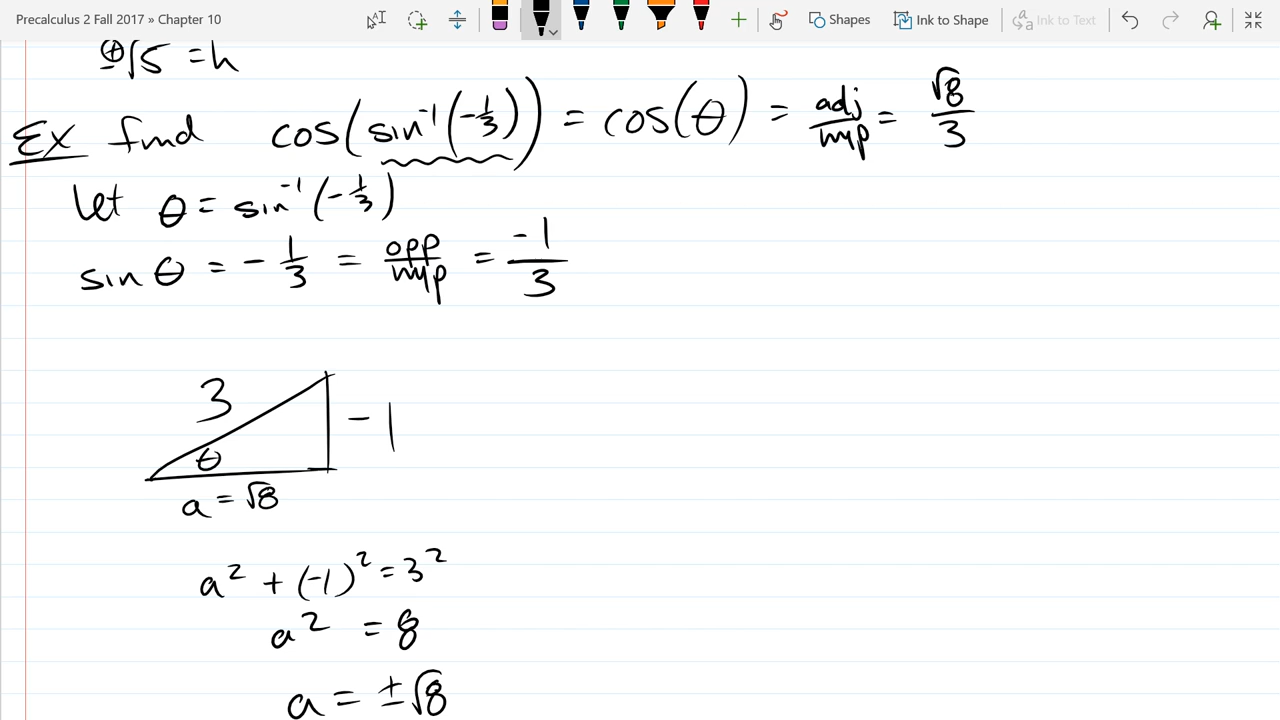 Precalculus 2 Fall 2017 » Chapter 10
Shapes
Ink to Shape
Ink to Text
±√5 = h
Ex find cos(sin⁻¹(-1/3)) = cos(θ) = adj/hyp = √8/3
Let θ = sin⁻¹(-1/3)
sin θ = -1/3 = opp/hyp = -1/3
3
-1
θ
a = √8
a² + (-1)² = 3²
a² = 8
a = ±√8